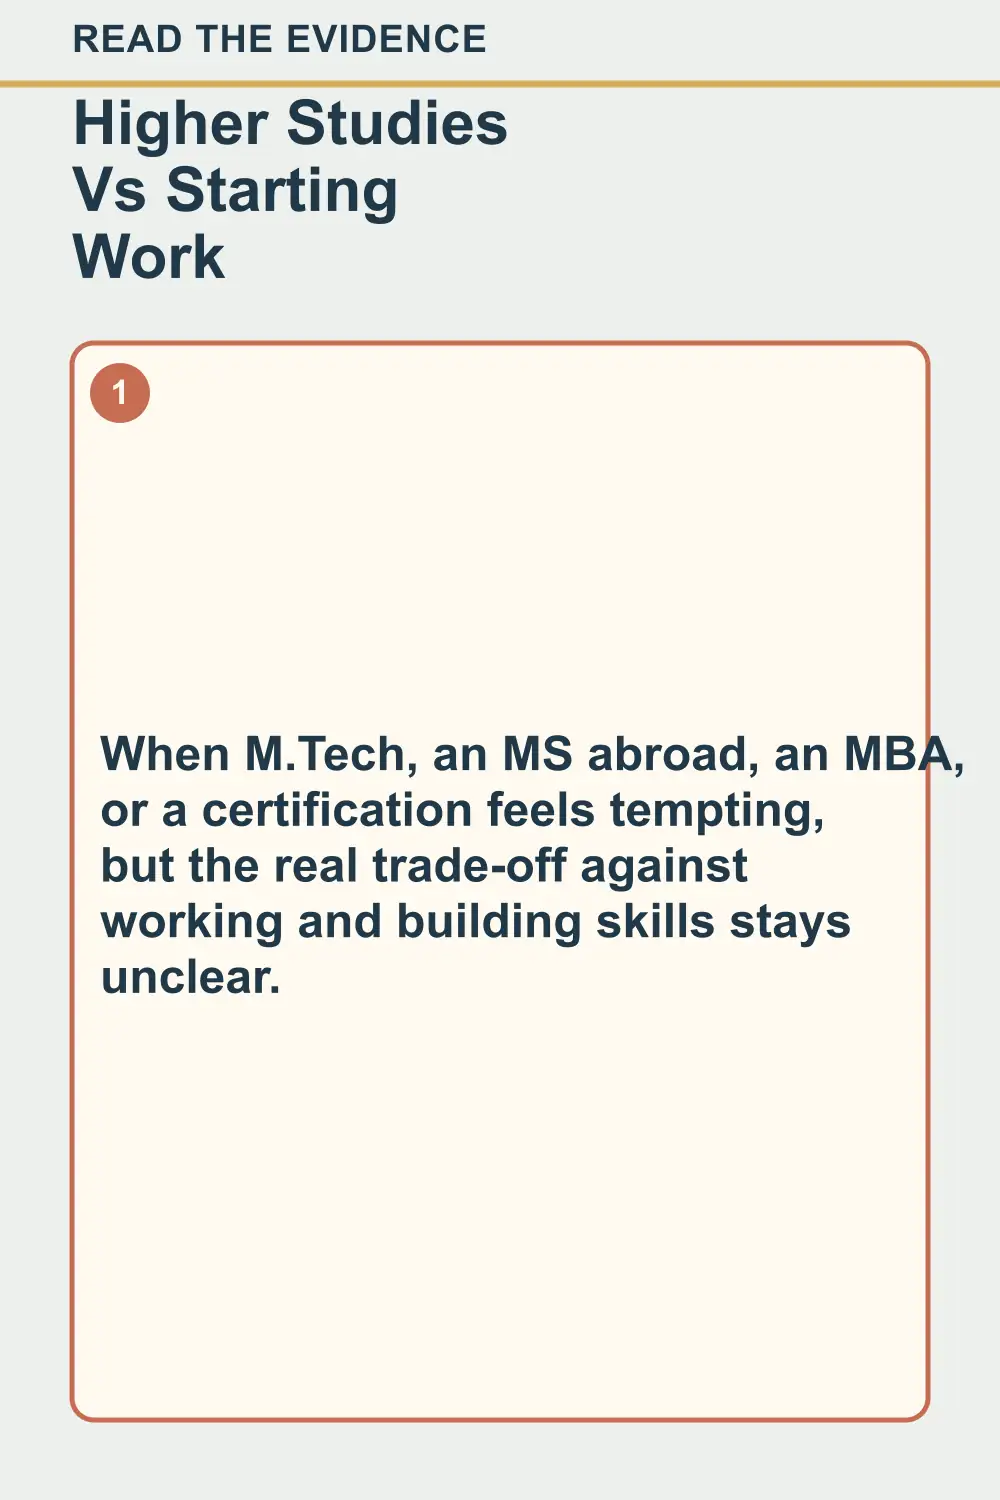 READ THE EVIDENCE
Higher Studies
Vs Starting
Work
1
When M.Tech, an MS abroad, an MBA,
or a certification feels tempting,
but the real trade-off against
working and building skills stays
unclear.